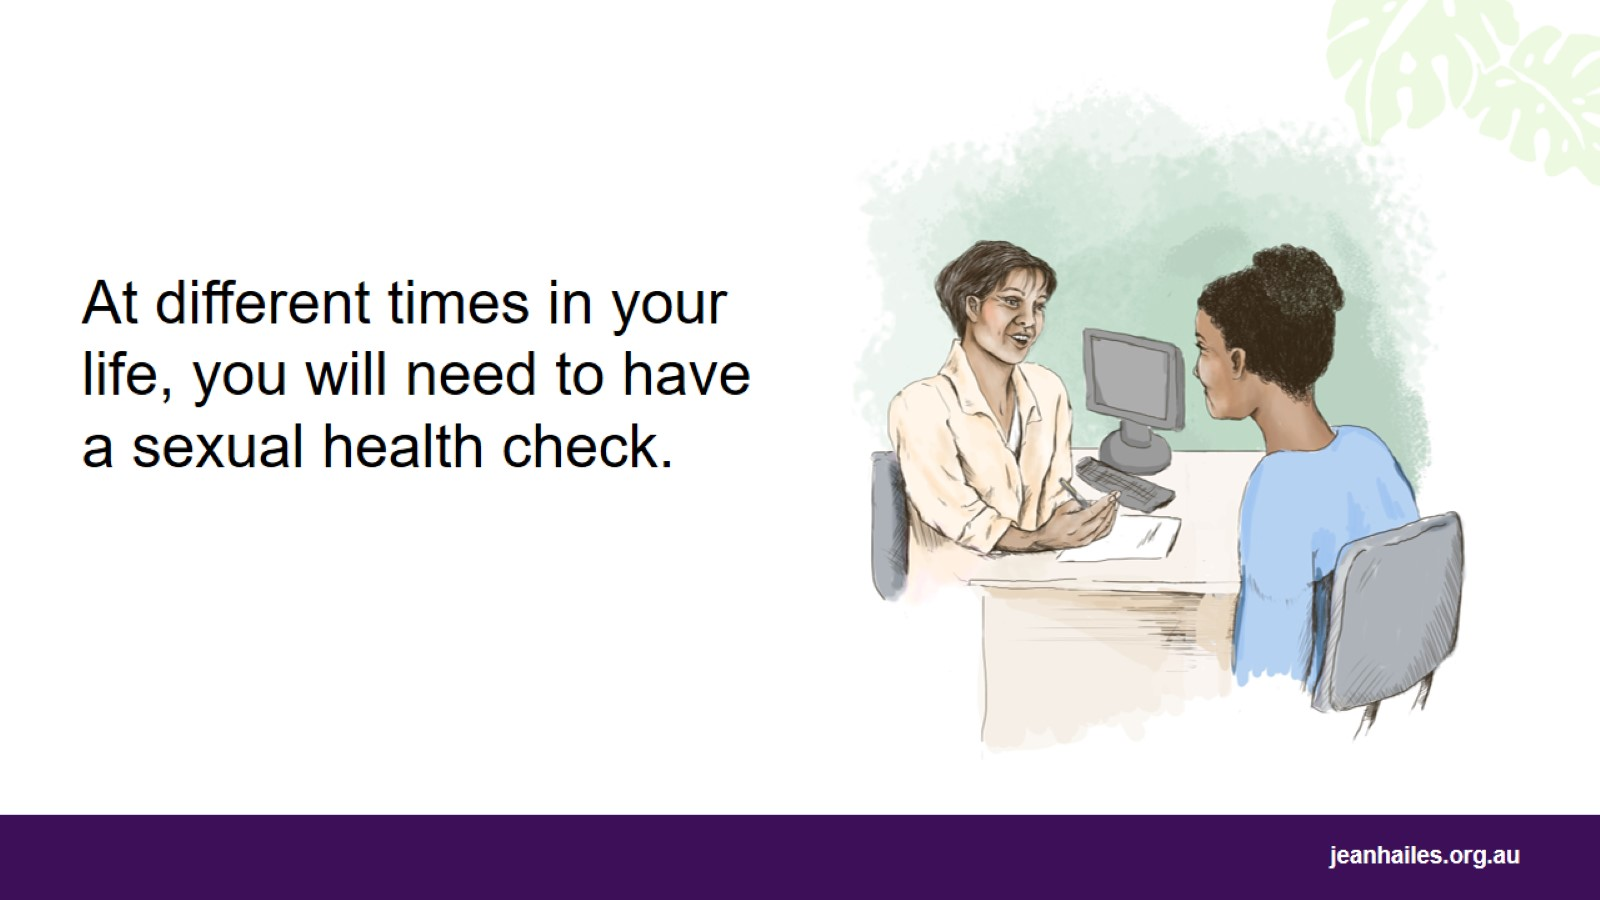 At different times in your
life, you will need to have
a sexual health check.
jeanhailes.org.au